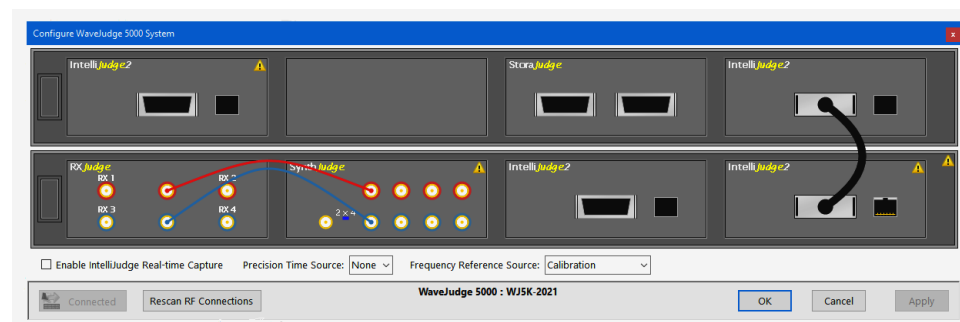 Configure WaveJudge 5000 System
x
IntelliJudge2
StoraJudge
IntelliJudge2
RXJudge
RX 1
RX 2
RX 3
RX 4
SynthJudge
2 x 4
IntelliJudge2
IntelliJudge2
Enable IntelliJudge Real-time Capture
Precision Time Source: None
Frequency Reference Source: Calibration
Connected
Rescan RF Connections
WaveJudge 5000 : WJ5K-2021
OK
Cancel
Apply